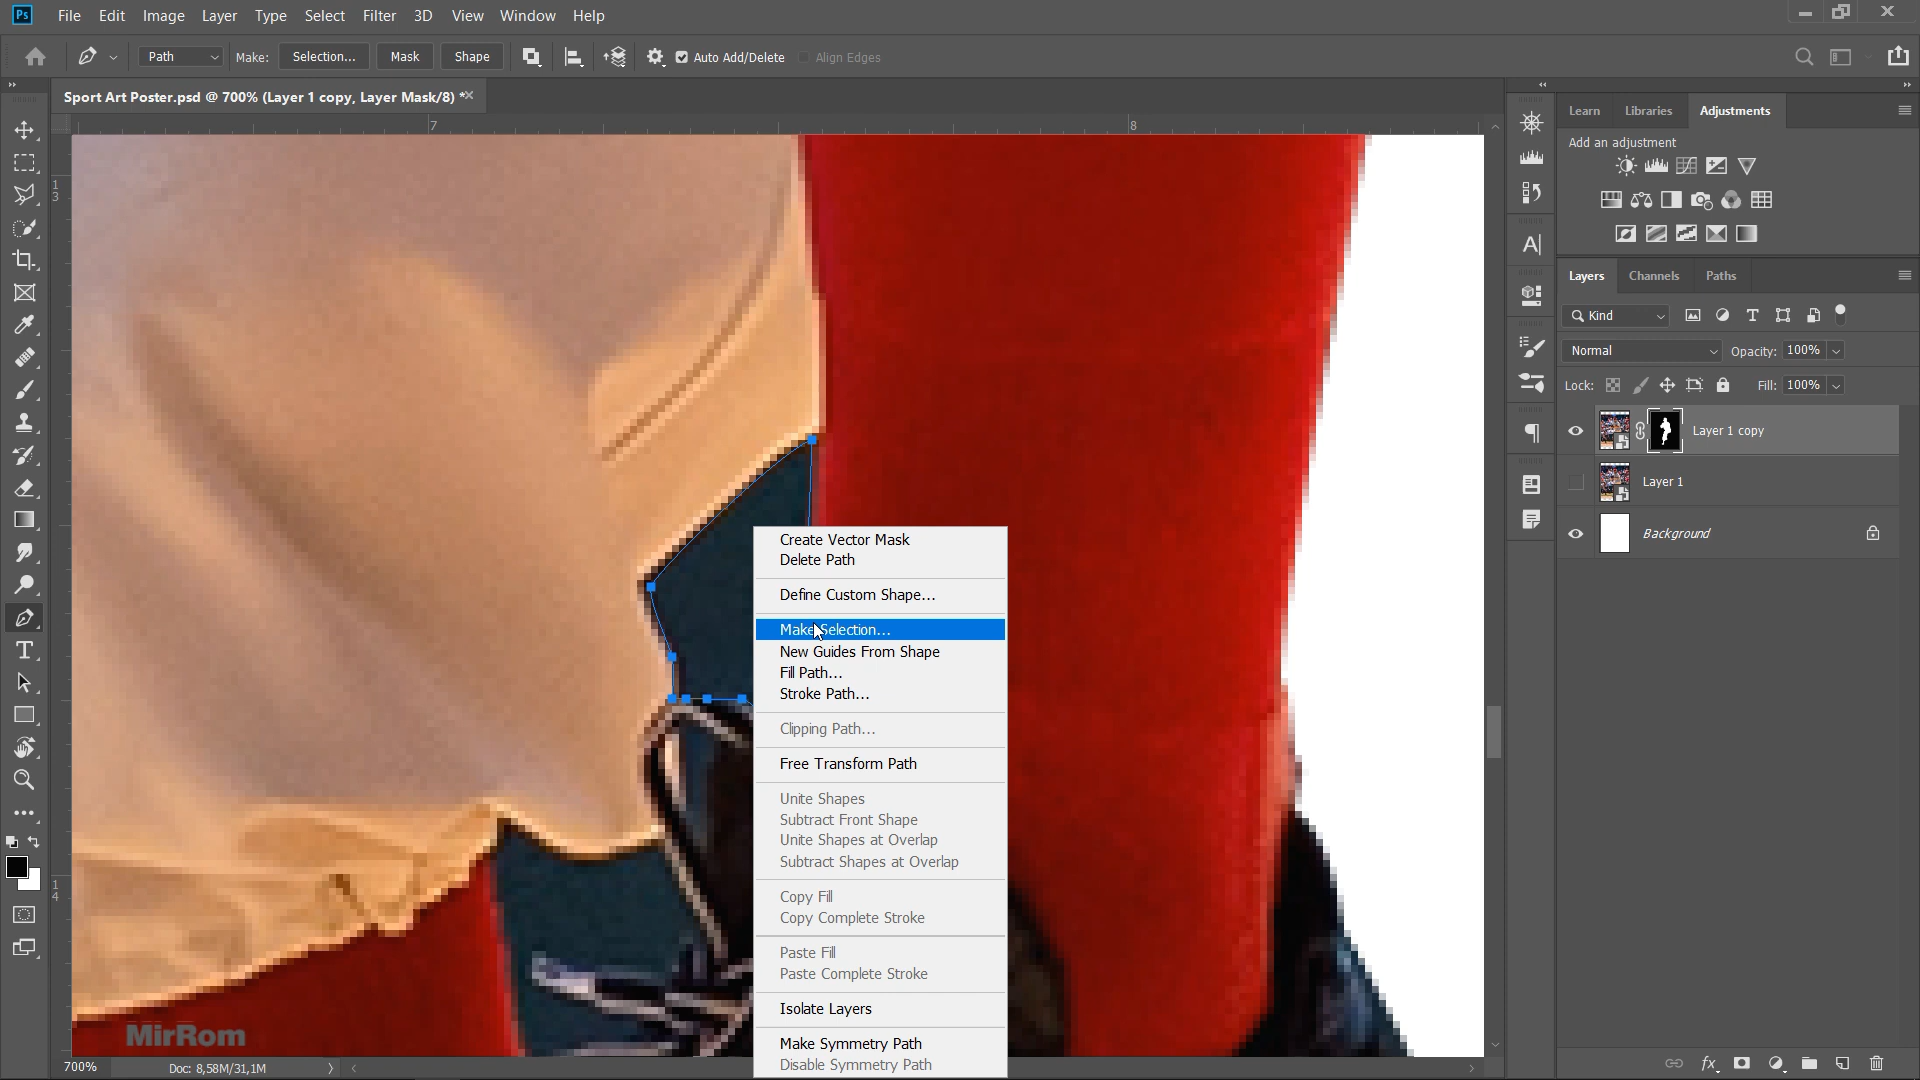 Ps File Edit Image Layer Type Select Filter 3D View Window Help
Path Make: Selection... Mask Shape Auto Add/Delete Align Edges
Sport Art Poster.psd @ 700% (Layer 1 copy, Layer Mask/8) *
7 8
13
14
Create Vector Mask
Delete Path
Define Custom Shape...
Make Selection...
New Guides From Shape
Fill Path...
Stroke Path...
Clipping Path...
Free Transform Path
Unite Shapes
Subtract Front Shape
Unite Shapes at Overlap
Subtract Shapes at Overlap
Copy Fill
Copy Complete Stroke
Paste Fill
Paste Complete Stroke
Isolate Layers
Make Symmetry Path
Disable Symmetry Path
MirRom
700% Doc: 8,58M/31,1M
Learn Libraries Adjustments
Add an adjustment
Layers Channels Paths
Kind
Normal Opacity: 100%
Lock: Fill: 100%
Layer 1 copy
Layer 1
Background
fx